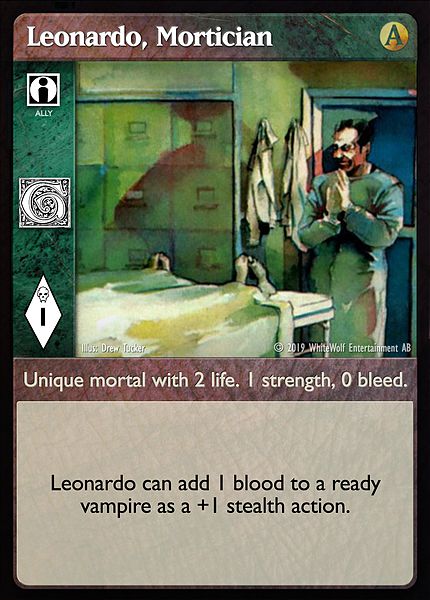 Leonardo, Mortician
A
ALLY
G
1
Illus: Drew Tucker
© 2019 WhiteWolf Entertainment AB
Unique mortal with 2 life. 1 strength, 0 bleed.
Leonardo can add 1 blood to a ready
vampire as a +1 stealth action.